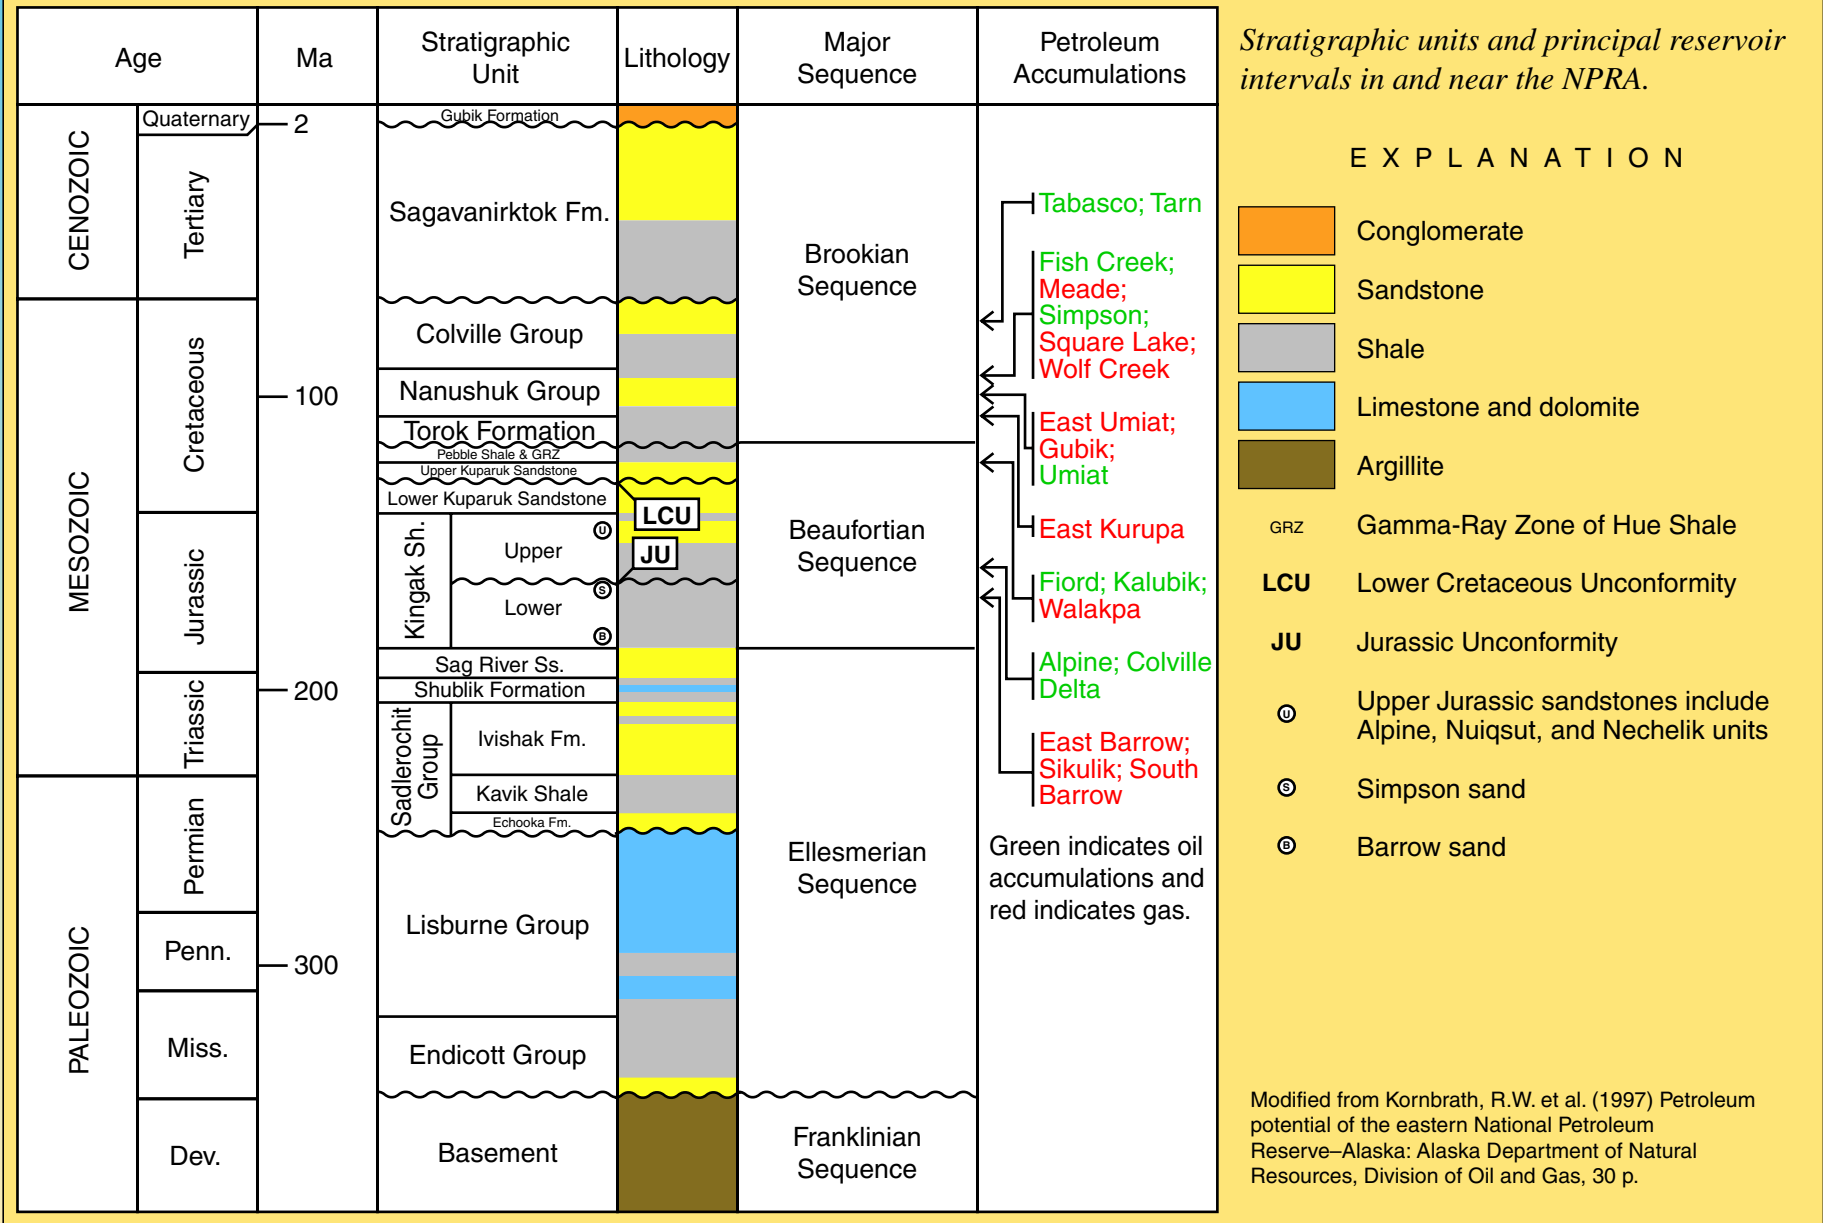 Age
Ma
Stratigraphic
Unit
Lithology
Major
Sequence
Petroleum
Accumulations
CENOZOIC
MESOZOIC
PALEOZOIC
Quaternary
Tertiary
Cretaceous
Jurassic
Triassic
Permian
Penn.
Miss.
Dev.
2
100
200
300
Gubik Formation
Sagavanirktok Fm.
Colville Group
Nanushuk Group
Torok Formation
Pebble Shale & GRZ
Upper Kuparuk Sandstone
Lower Kuparuk Sandstone
Kingak Sh.
Upper
U
Lower
S
B
Sag River Ss.
Shublik Formation
Sadlerochit
Group
Ivishak Fm.
Kavik Shale
Echooka Fm.
Lisburne Group
Endicott Group
Basement
LCU
JU
Brookian
Sequence
Beaufortian
Sequence
Ellesmerian
Sequence
Franklinian
Sequence
Tabasco; Tarn
Fish Creek;
Meade;
Simpson;
Square Lake;
Wolf Creek
East Umiat;
Gubik;
Umiat
East Kurupa
Fiord; Kalubik;
Walakpa
Alpine; Colville
Delta
East Barrow;
Sikulik; South
Barrow
Green indicates oil
accumulations and
red indicates gas.
Stratigraphic units and principal reservoir
intervals in and near the NPRA.
EXPLANATION
Conglomerate
Sandstone
Shale
Limestone and dolomite
Argillite
GRZ Gamma-Ray Zone of Hue Shale
LCU Lower Cretaceous Unconformity
JU Jurassic Unconformity
U Upper Jurassic sandstones include
Alpine, Nuiqsut, and Nechelik units
S Simpson sand
B Barrow sand
Modified from Kornbrath, R.W. et al. (1997) Petroleum
potential of the eastern National Petroleum
Reserve–Alaska: Alaska Department of Natural
Resources, Division of Oil and Gas, 30 p.